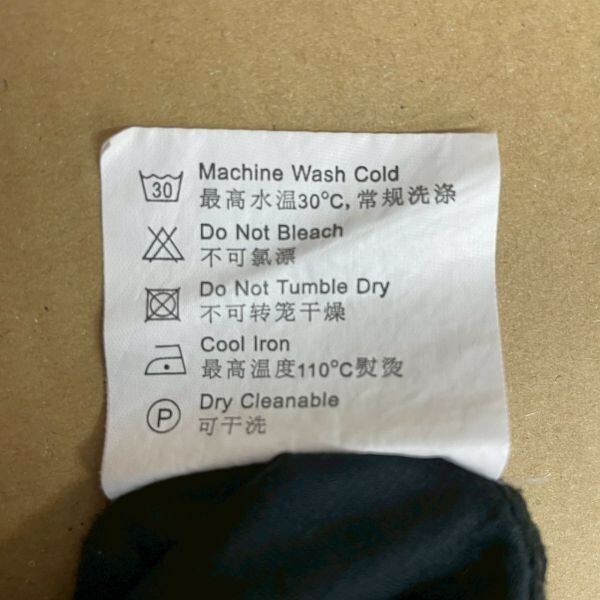 30
Machine Wash Cold
最高水温30°C, 常规洗涤
Do Not Bleach
不可氯漂
Do Not Tumble Dry
不可转笼干燥
Cool Iron
最高温度110°C熨烫
P
Dry Cleanable
可干洗